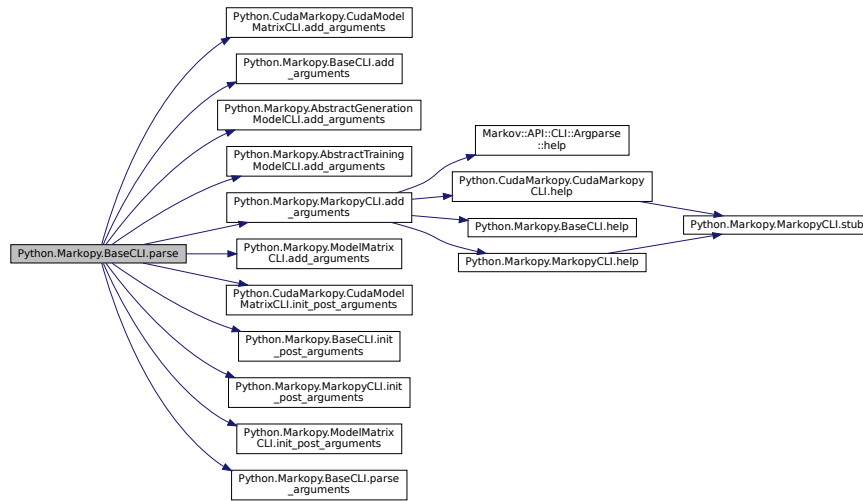 Python.Markopy.BaseCLI.parse
Python.CudaMarkopy.CudaModel
MatrixCLI.add_arguments
Python.Markopy.BaseCLI.add
_arguments
Python.Markopy.AbstractGeneration
ModelCLI.add_arguments
Python.Markopy.AbstractTraining
ModelCLI.add_arguments
Python.Markopy.MarkopyCLI.add
_arguments
Python.Markopy.ModelMatrix
CLI.add_arguments
Python.CudaMarkopy.CudaModel
MatrixCLI.init_post_arguments
Python.Markopy.BaseCLI.init
_post_arguments
Python.Markopy.MarkopyCLI.init
_post_arguments
Python.Markopy.ModelMatrix
CLI.init_post_arguments
Python.Markopy.BaseCLI.parse
_arguments
Markov::API::CLI::Argparse
::help
Python.CudaMarkopy.CudaMarkopy
CLI.help
Python.Markopy.BaseCLI.help
Python.Markopy.MarkopyCLI.help
Python.Markopy.MarkopyCLI.stub